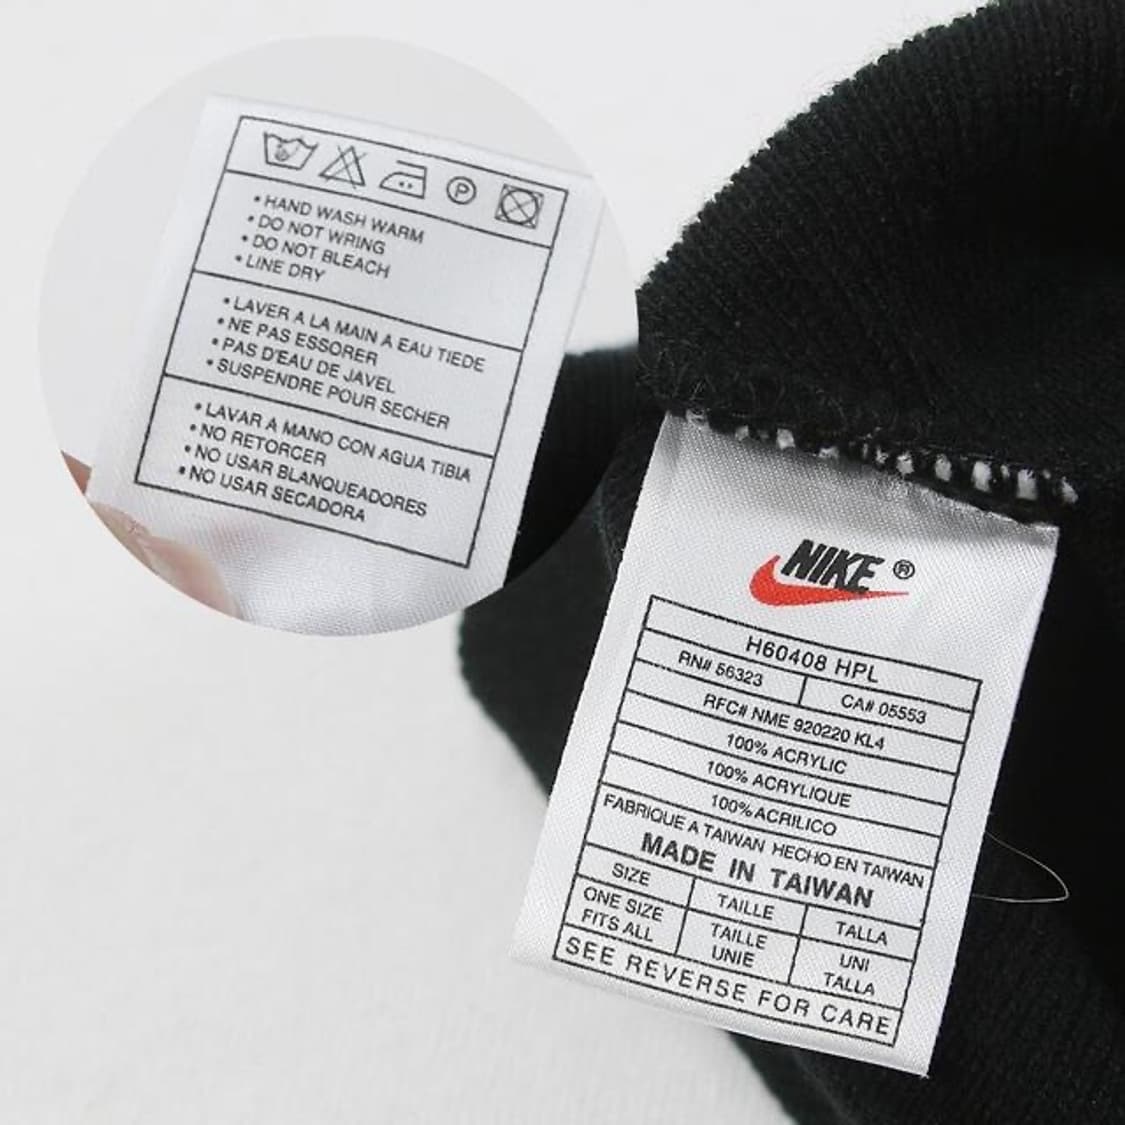 • HAND WASH WARM
• DO NOT WRING
• DO NOT BLEACH
• LINE DRY
• LAVER A LA MAIN A EAU TIEDE
• NE PAS ESSORER
• PAS D'EAU DE JAVEL
• SUSPENDRE POUR SECHER
• LAVAR A MANO CON AGUA TIBIA
• NO RETORCER
• NO USAR BLANQUEADORES
• NO USAR SECADORA
P
NIKE ®
H60408 HPL
RN# 56323 CA# 05553
RFC# NME 920220 KL4
100% ACRYLIC
100% ACRYLIQUE
100% ACRILICO
FABRIQUE A TAIWAN HECHO EN TAIWAN
MADE IN TAIWAN
SIZE TAILLE TALLA
ONE SIZE TAILLE UNI
FITS ALL UNIE TALLA
SEE REVERSE FOR CARE